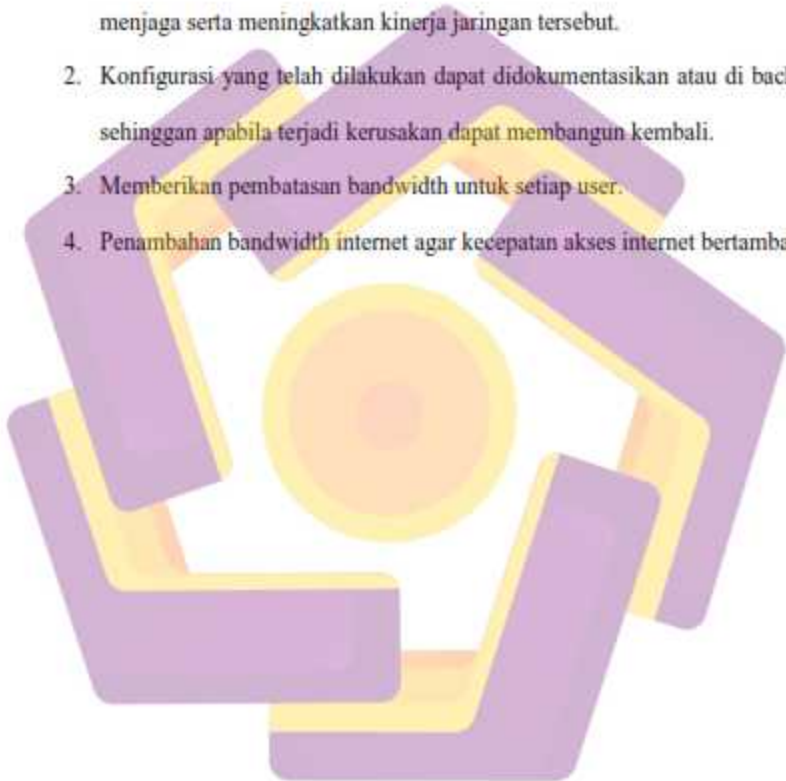 menjaga serta meningkatkan kinerja jaringan tersebut.
2. Konfigurasi yang telah dilakukan dapat didokumentasikan atau di bac
sehinggan apabila terjadi kerusakan dapat membangun kembali.
3. Memberikan pembatasan bandwidth untuk setiap user.
4. Penambahan bandwidth internet agar kecepatan akses internet bertamba